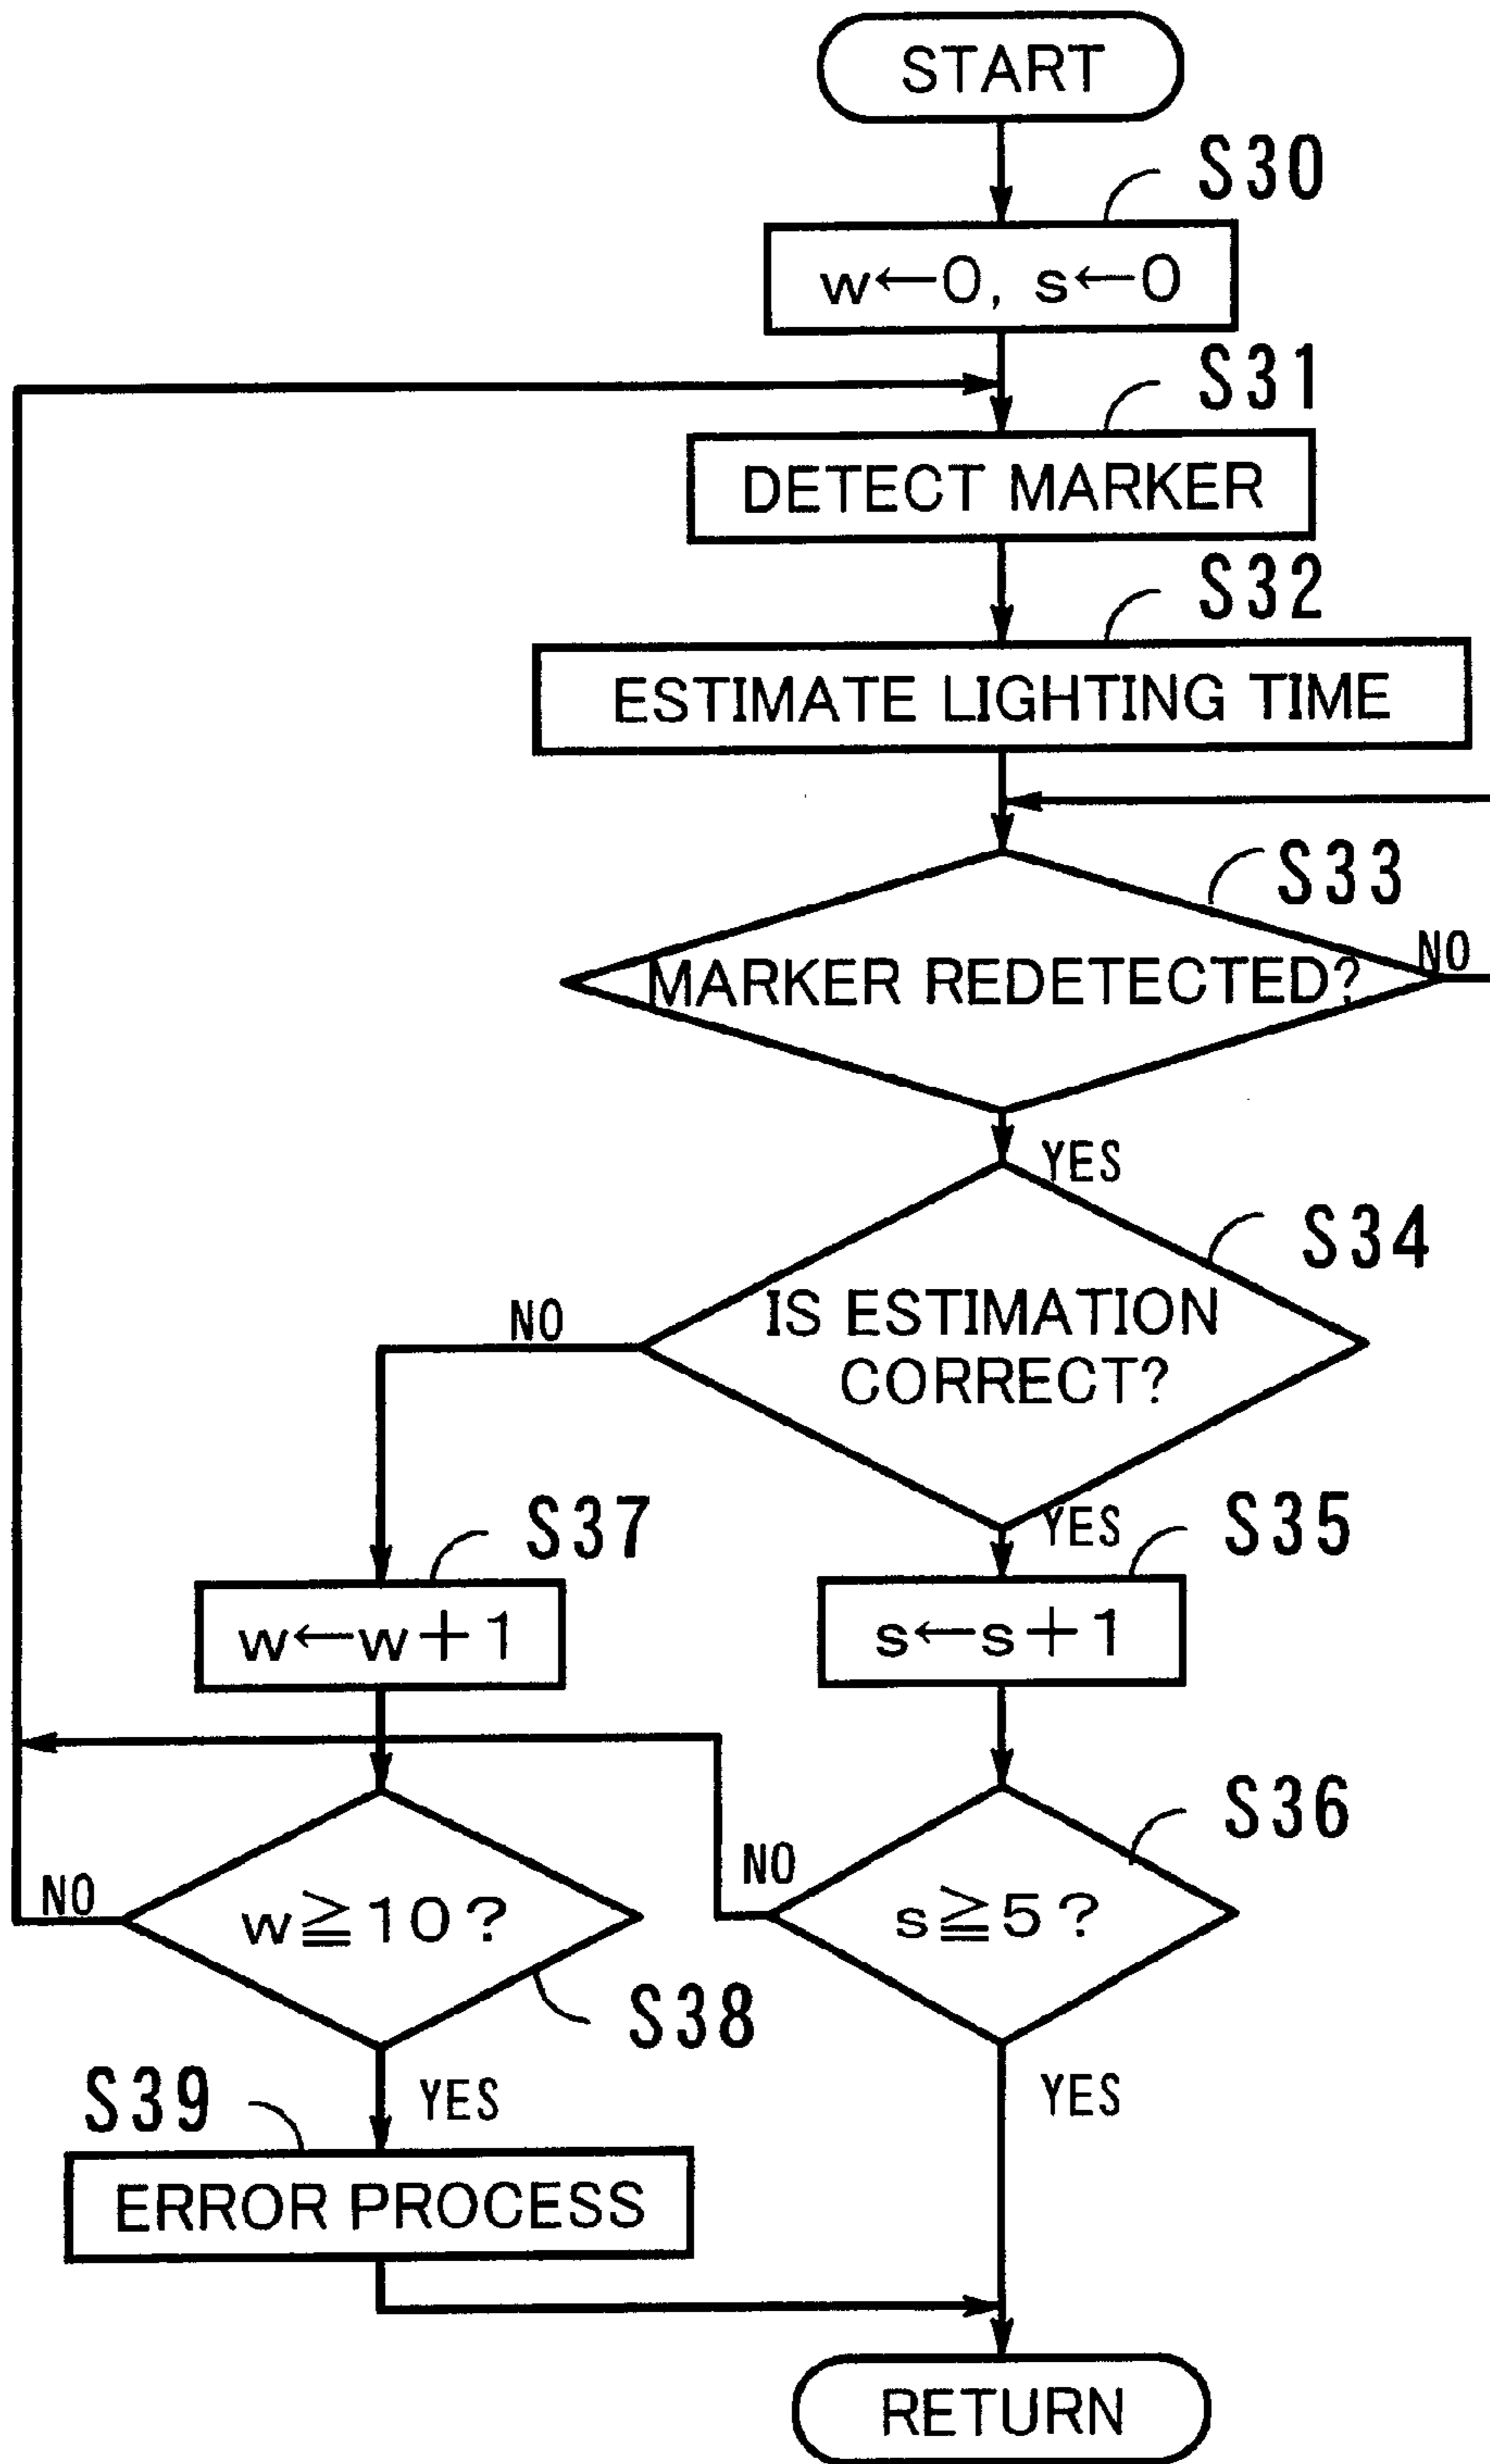 START
S30
w←0, s←0
S31
DETECT MARKER
S32
ESTIMATE LIGHTING TIME
S33
MARKER REDETECTED?
NO
YES
S34
IS ESTIMATION
CORRECT?
NO
YES
S35
S37
w←w+1
s←s+1
S36
NO
NO
w≧10?
s≧5?
S38
S39
YES
YES
ERROR PROCESS
RETURN